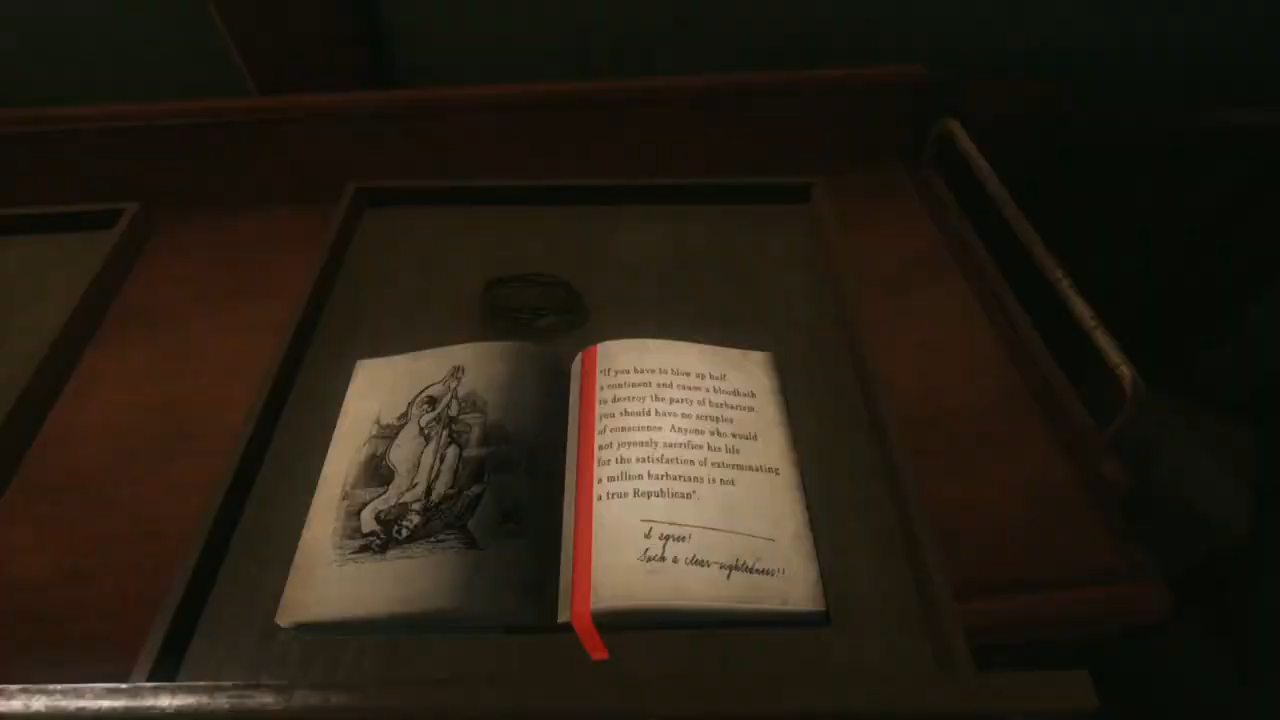 "If you have to blow up half
a continent and cause a bloodbath
to destroy the party of barbarism,
you should have no scruples
of conscience. Anyone who would
not joyously sacrifice his life
for the satisfaction of exterminating
a million barbarians is not
a true Republican".
I agree!
Such a clear-sightedness!!